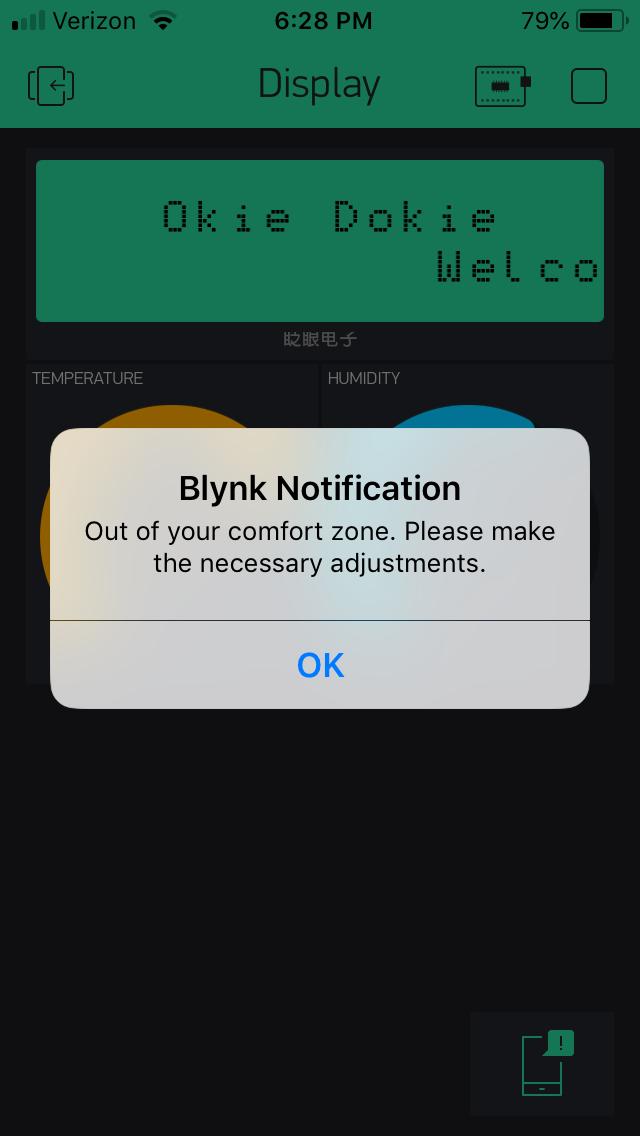 Verizon 6:28 PM 79%
Display
Okie Dokie
Welco
眨眼电子
TEMPERATURE HUMIDITY
Blynk Notification
Out of your comfort zone. Please make
the necessary adjustments.
OK
!